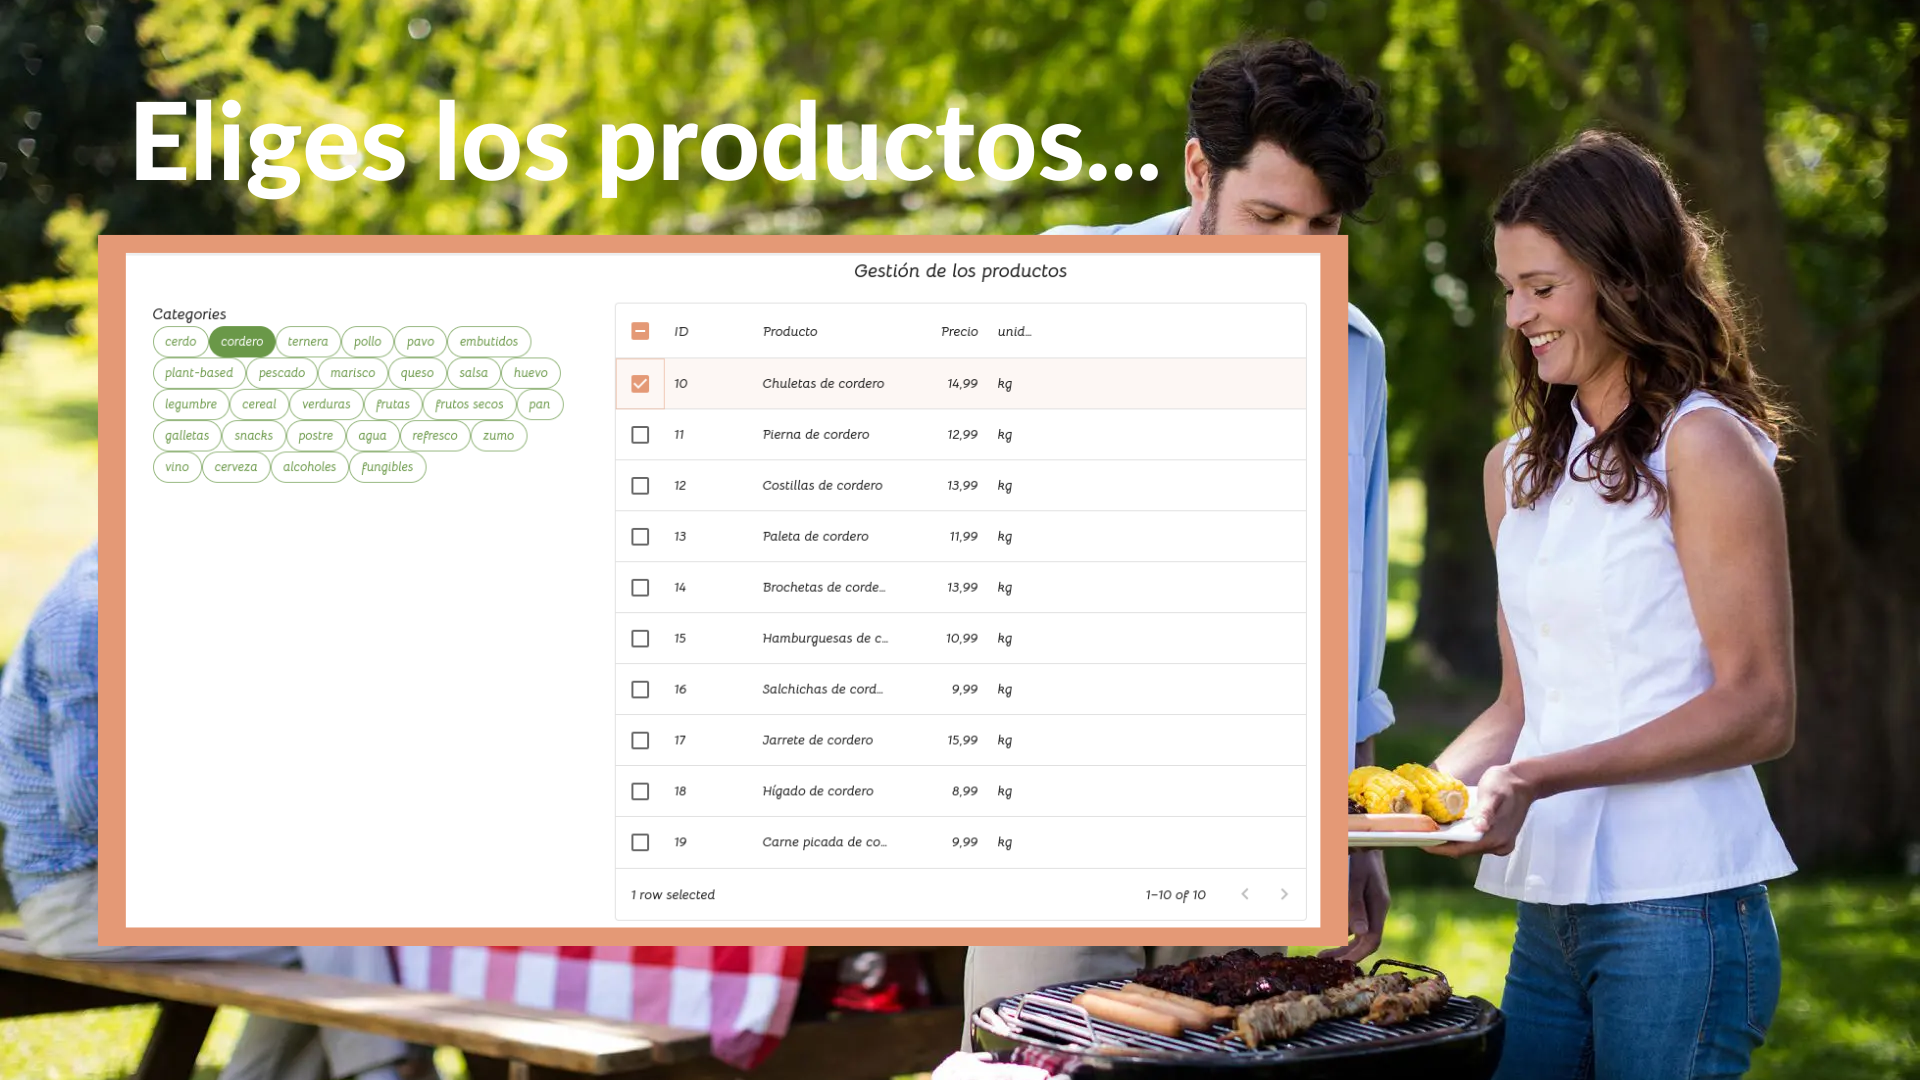 Eliges los productos...
Gestión de los productos
Categories
cerdo cordero ternera pollo pavo embutidos
plant-based pescado marisco queso salsa huevo
legumbre cereal verduras frutas frutos secos pan
galletas snacks postre agua refresco zumo
vino cerveza alcoholes fungibles
ID Producto Precio unid...
10 Chuletas de cordero 14,99 kg
11 Pierna de cordero 12,99 kg
12 Costillas de cordero 13,99 kg
13 Paleta de cordero 11,99 kg
14 Brochetas de corde... 13,99 kg
15 Hamburguesas de c... 10,99 kg
16 Salchichas de cord... 9,99 kg
17 Jarrete de cordero 15,99 kg
18 Hígado de cordero 8,99 kg
19 Carne picada de co... 9,99 kg
1 row selected 1–10 of 10